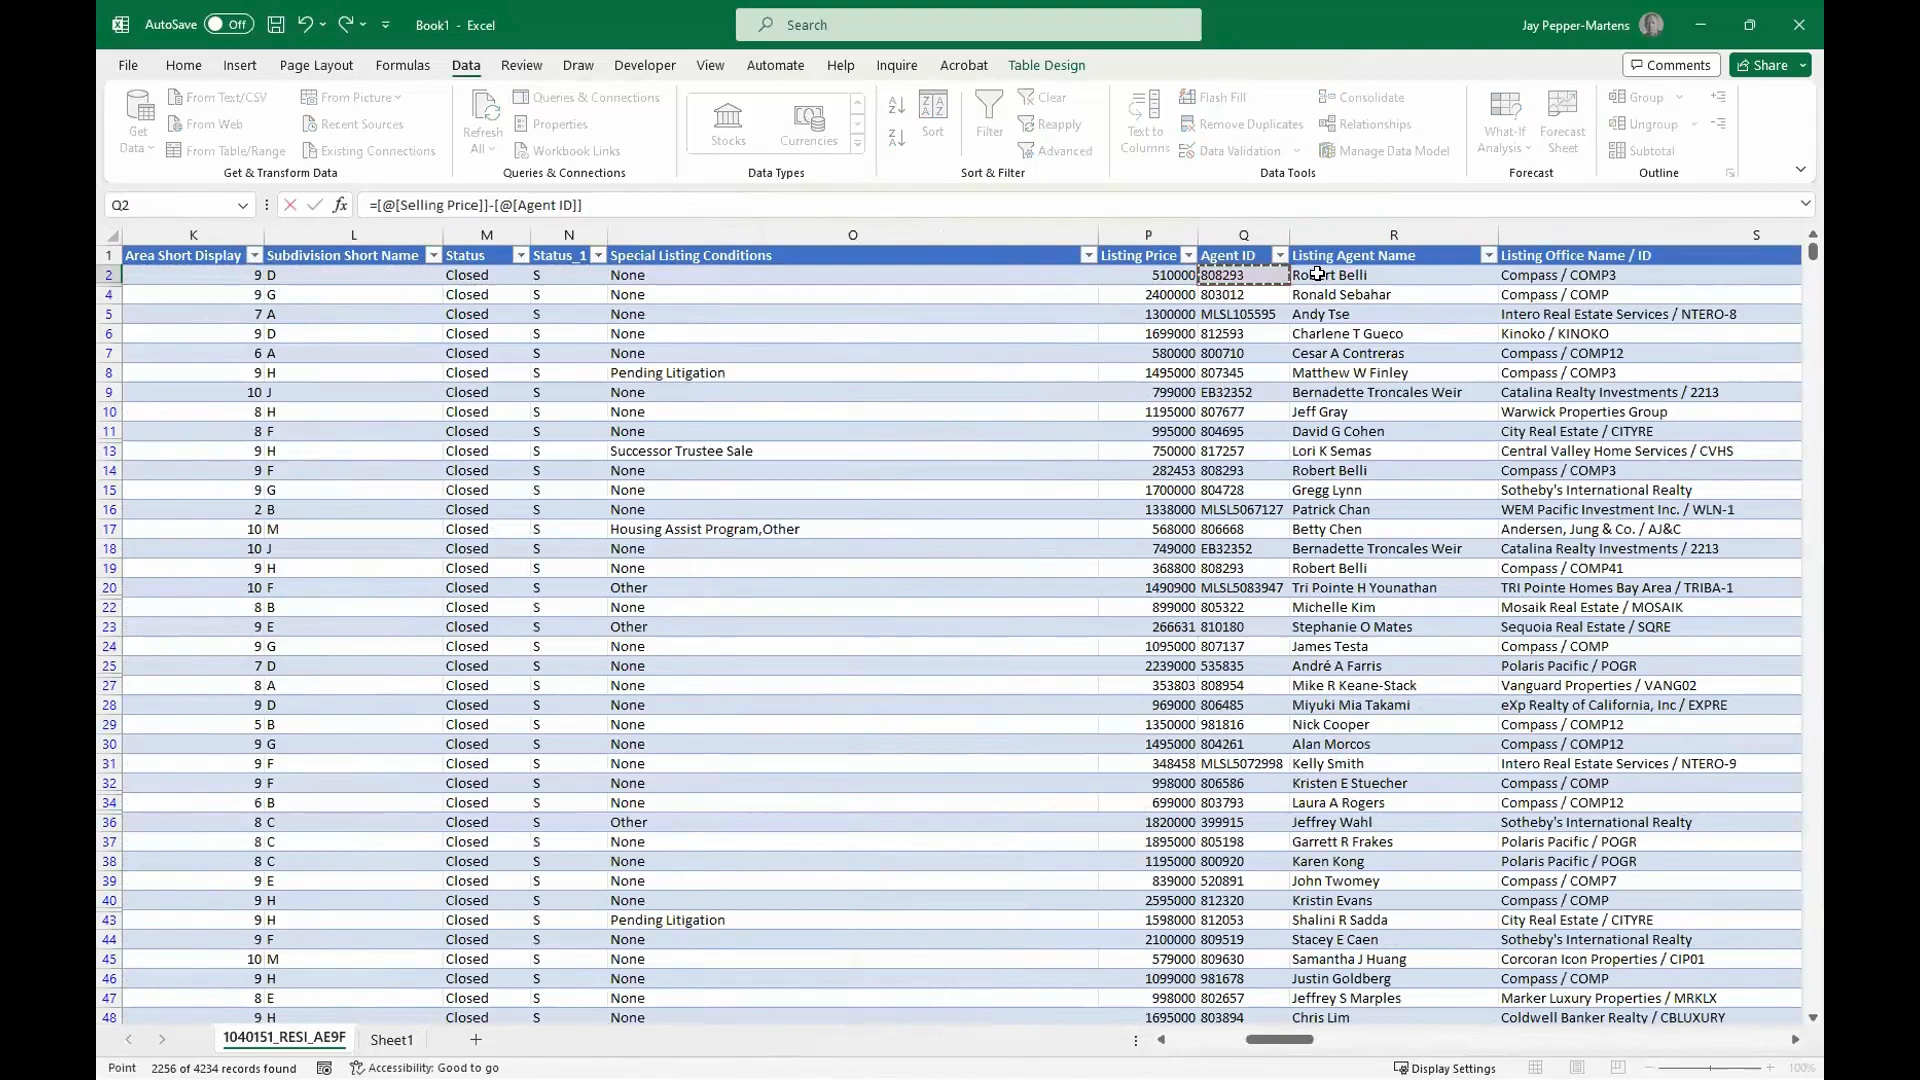 AutoSave Off Book1 - Excel Search Jay Pepper-Martens
File Home Insert Page Layout Formulas Data Review Draw Developer View Automate Help Inquire Acrobat Table Design Comments Share
Get Data From Text/CSV From Web From Table/Range From Picture Recent Sources Existing Connections
Get & Transform Data
Refresh All Queries & Connections Properties Workbook Links
Queries & Connections
Stocks Currencies
Data Types
Sort Filter Clear Reapply Advanced
Sort & Filter
Text to Columns Flash Fill Remove Duplicates Data Validation Consolidate Relationships Manage Data Model
Data Tools
What-If Analysis Forecast Sheet
Forecast
Group Ungroup Subtotal
Outline
Q2 fx =[@[Selling Price]]-[@[Agent ID]]
K L M N O P Q R S
1 Area Short Display Subdivision Short Name Status Status_1 Special Listing Conditions Listing Price Agent ID Listing Agent Name Listing Office Name / ID
2 9 D Closed S None 510000 808293 Robert Belli Compass / COMP3
4 9 G Closed S None 2400000 803012 Ronald Sebahar Compass / COMP
5 7 A Closed S None 1300000 MLSL105595 Andy Tse Intero Real Estate Services / NTERO-8
6 9 D Closed S None 1699000 812593 Charlene T Gueco Kinoko / KINOKO
7 6 A Closed S None 580000 800710 Cesar A Contreras Compass / COMP12
8 9 H Closed S Pending Litigation 1495000 807345 Matthew W Finley Compass / COMP3
9 10 J Closed S None 799000 EB32352 Bernadette Troncales Weir Catalina Realty Investments / 2213
10 8 H Closed S None 1195000 807677 Jeff Gray Warwick Properties Group
11 8 F Closed S None 995000 804695 David G Cohen City Real Estate / CITYRE
13 9 H Closed S Successor Trustee Sale 750000 817257 Lori K Semas Central Valley Home Services / CVHS
14 9 F Closed S None 282453 808293 Robert Belli Compass / COMP3
15 9 G Closed S None 1700000 804728 Gregg Lynn Sotheby's International Realty
16 2 B Closed S None 1338000 MLSL5067127 Patrick Chan WEM Pacific Investment Inc. / WLN-1
17 10 M Closed S Housing Assist Program,Other 568000 806668 Betty Chen Andersen, Jung & Co. / AJ&C
18 10 J Closed S None 749000 EB32352 Bernadette Troncales Weir Catalina Realty Investments / 2213
19 9 H Closed S None 368800 808293 Robert Belli Compass / COMP41
20 10 F Closed S Other 1490900 MLSL5083947 Tri Pointe H Younathan TRI Pointe Homes Bay Area / TRIBA-1
22 8 B Closed S None 899000 805322 Michelle Kim Mosaik Real Estate / MOSAIK
23 9 E Closed S Other 266631 810180 Stephanie O Mates Sequoia Real Estate / SQRE
24 9 G Closed S None 1095000 807137 James Testa Compass / COMP
25 7 D Closed S None 2239000 535835 André A Farris Polaris Pacific / POGR
27 8 A Closed S None 353803 808954 Mike R Keane-Stack Vanguard Properties / VANG02
28 9 D Closed S None 969000 806485 Miyuki Mia Takami eXp Realty of California, Inc / EXPRE
29 5 B Closed S None 1350000 981816 Nick Cooper Compass / COMP12
30 9 G Closed S None 1495000 804261 Alan Morcos Compass / COMP12
31 9 F Closed S None 348458 MLSL5072998 Kelly Smith Intero Real Estate Services / NTERO-9
32 9 F Closed S None 998000 806586 Kristen E Stuecher Compass / COMP
34 6 B Closed S None 699000 803793 Laura A Rogers Compass / COMP12
36 8 C Closed S Other 1820000 399915 Jeffrey Wahl Sotheby's International Realty
37 8 C Closed S None 1895000 805198 Garrett R Frakes Polaris Pacific / POGR
38 8 C Closed S None 1195000 800920 Karen Kong Polaris Pacific / POGR
39 9 E Closed S None 839000 520891 John Twomey Compass / COMP7
40 9 H Closed S None 2595000 812320 Kristin Evans Compass / COMP
43 9 H Closed S Pending Litigation 1598000 812053 Shalini R Sadda City Real Estate / CITYRE
44 9 F Closed S None 2100000 809519 Stacey E Caen Sotheby's International Realty
45 10 M Closed S None 579000 809630 Samantha J Huang Corcoran Icon Properties / CIP01
46 9 H Closed S None 1099000 981678 Justin Goldberg Compass / COMP
47 8 E Closed S None 998000 802657 Jeffrey S Marples Marker Luxury Properties / MRKLX
48 9 H Closed S None 1695000 803894 Chris Lim Coldwell Banker Realty / CBLUXURY
1040151_RESI_AE9F Sheet1
Point 2256 of 4234 records found Accessibility: Good to go Display Settings 100%